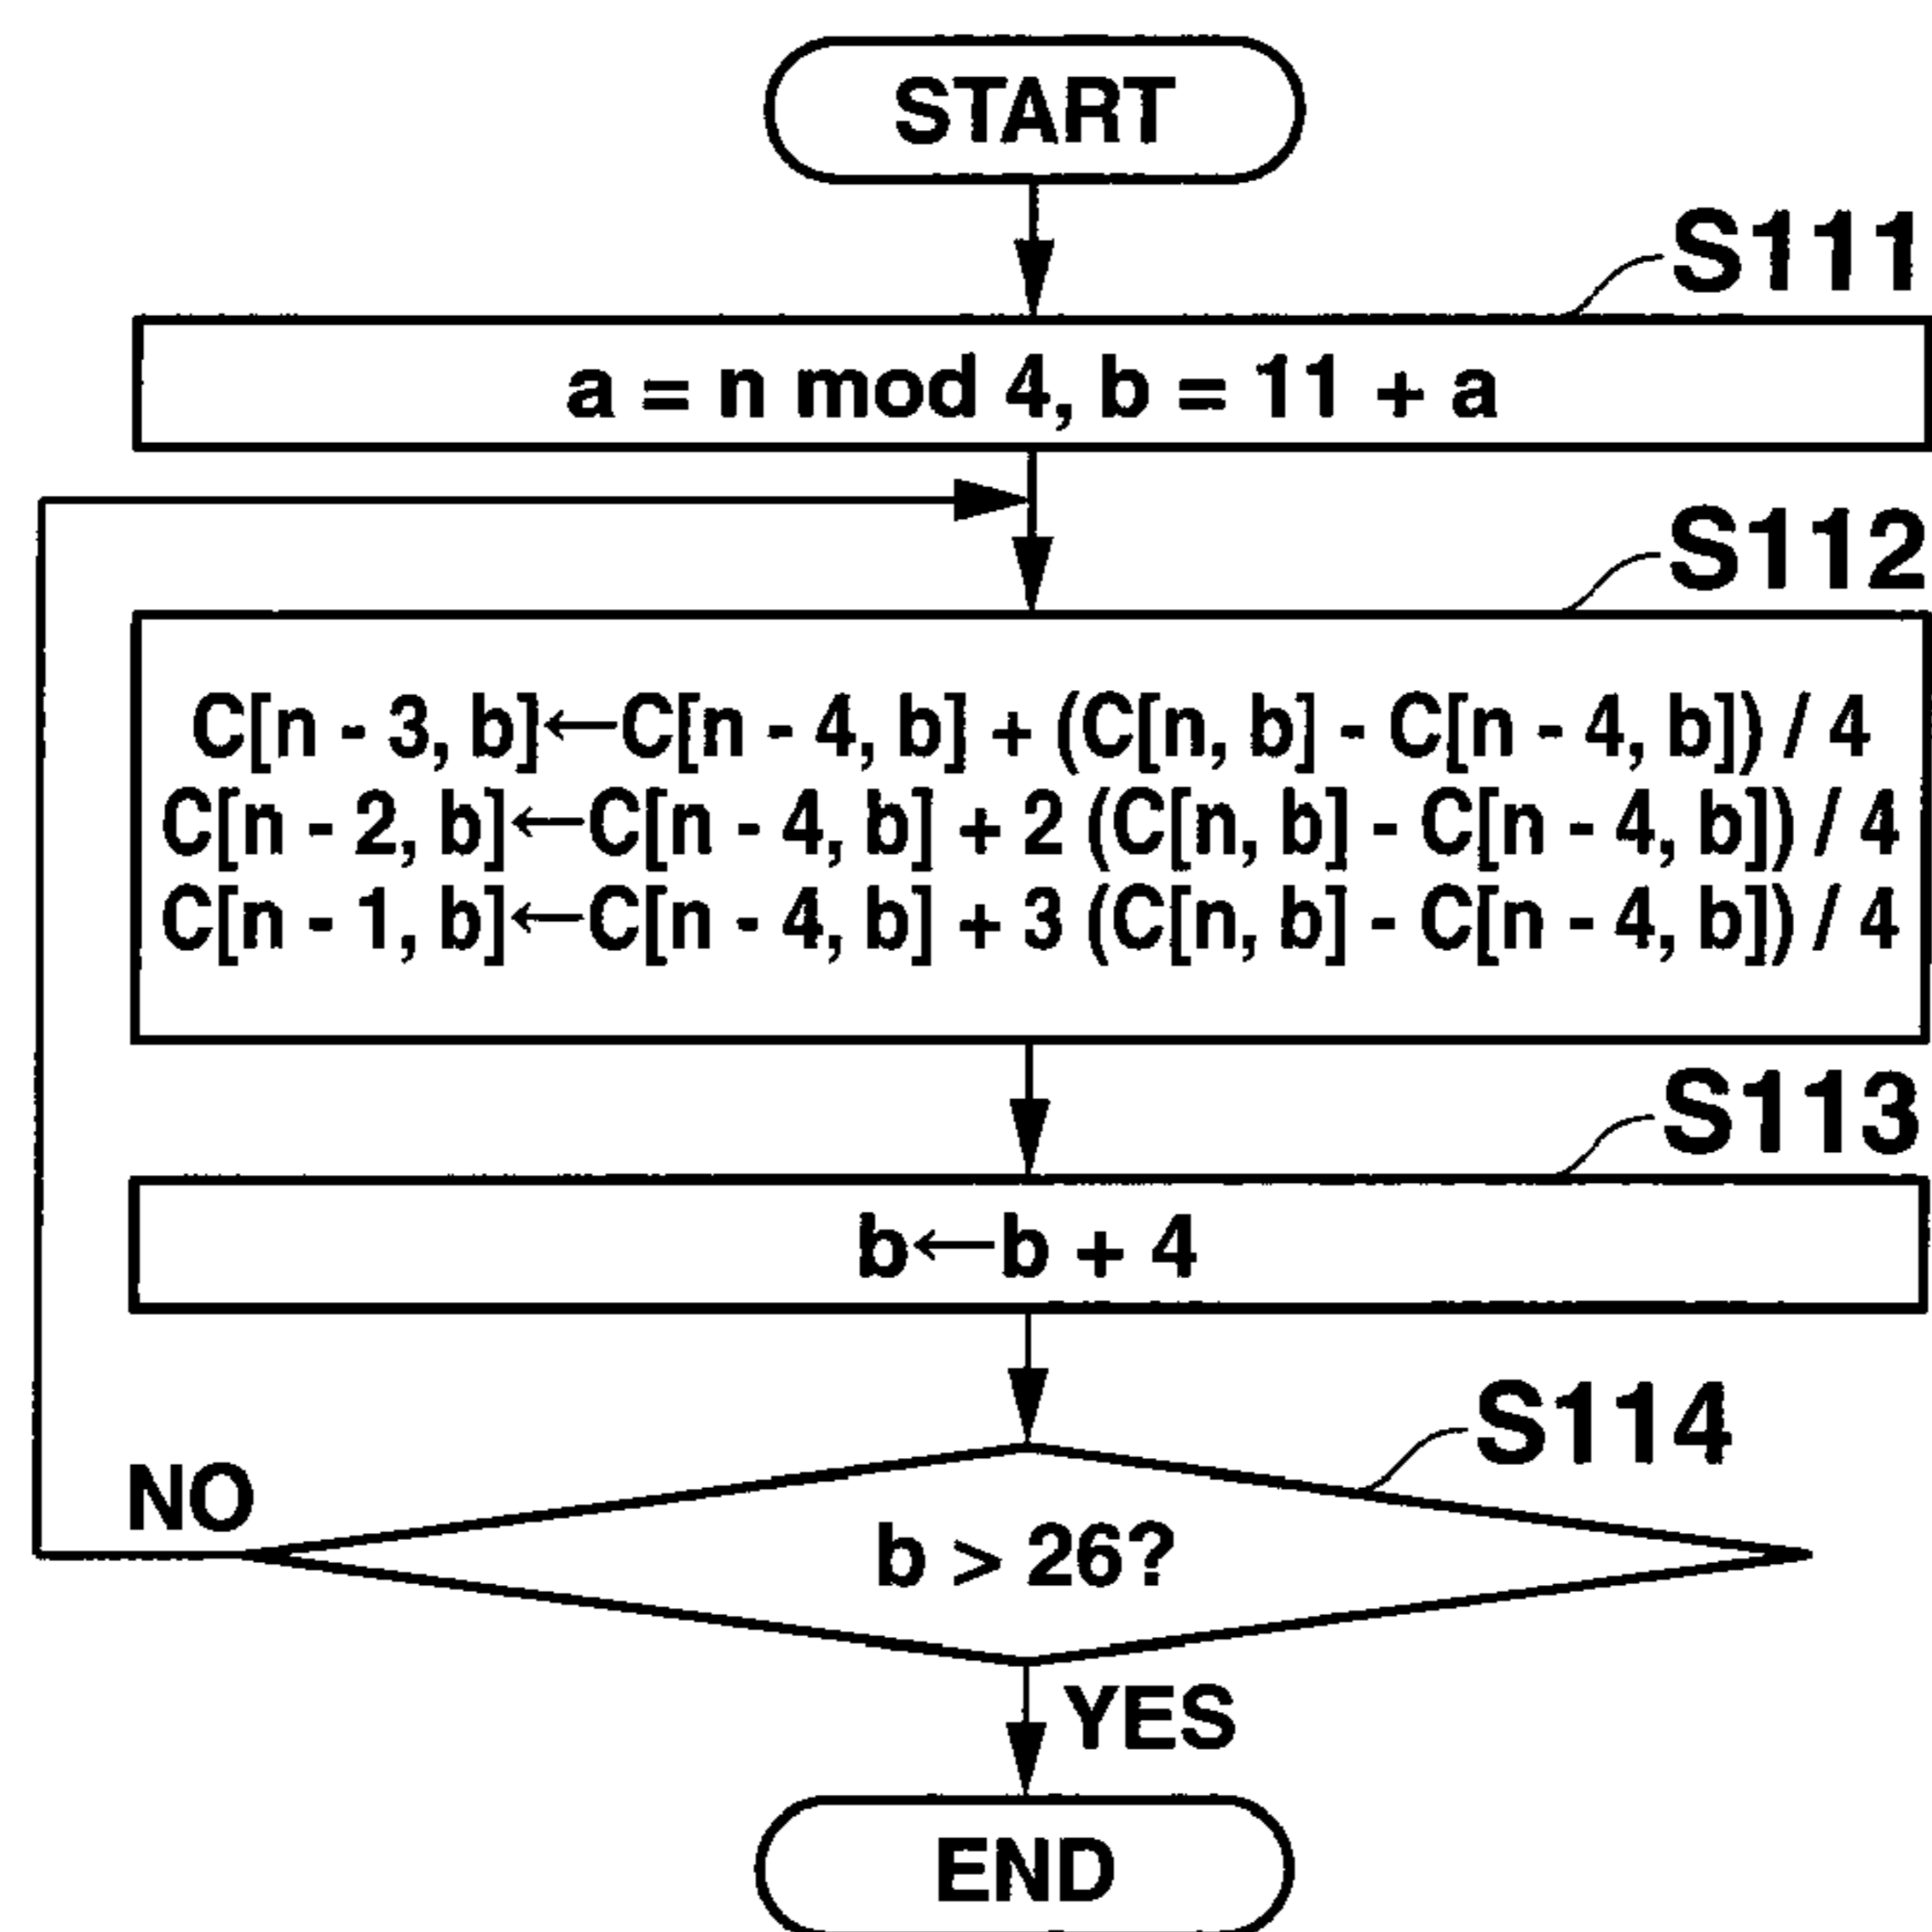 START
S111
a = n mod 4, b = 11 + a
S112
C[n - 3, b]←C[n - 4, b] + (C[n, b] - C[n - 4, b]) / 4
C[n - 2, b]←C[n - 4, b] + 2 (C[n, b] - C[n - 4, b]) / 4
C[n - 1, b]←C[n - 4, b] + 3 (C[n, b] - C[n - 4, b]) / 4
S113
b←b + 4
S114
NO
b > 26?
YES
END